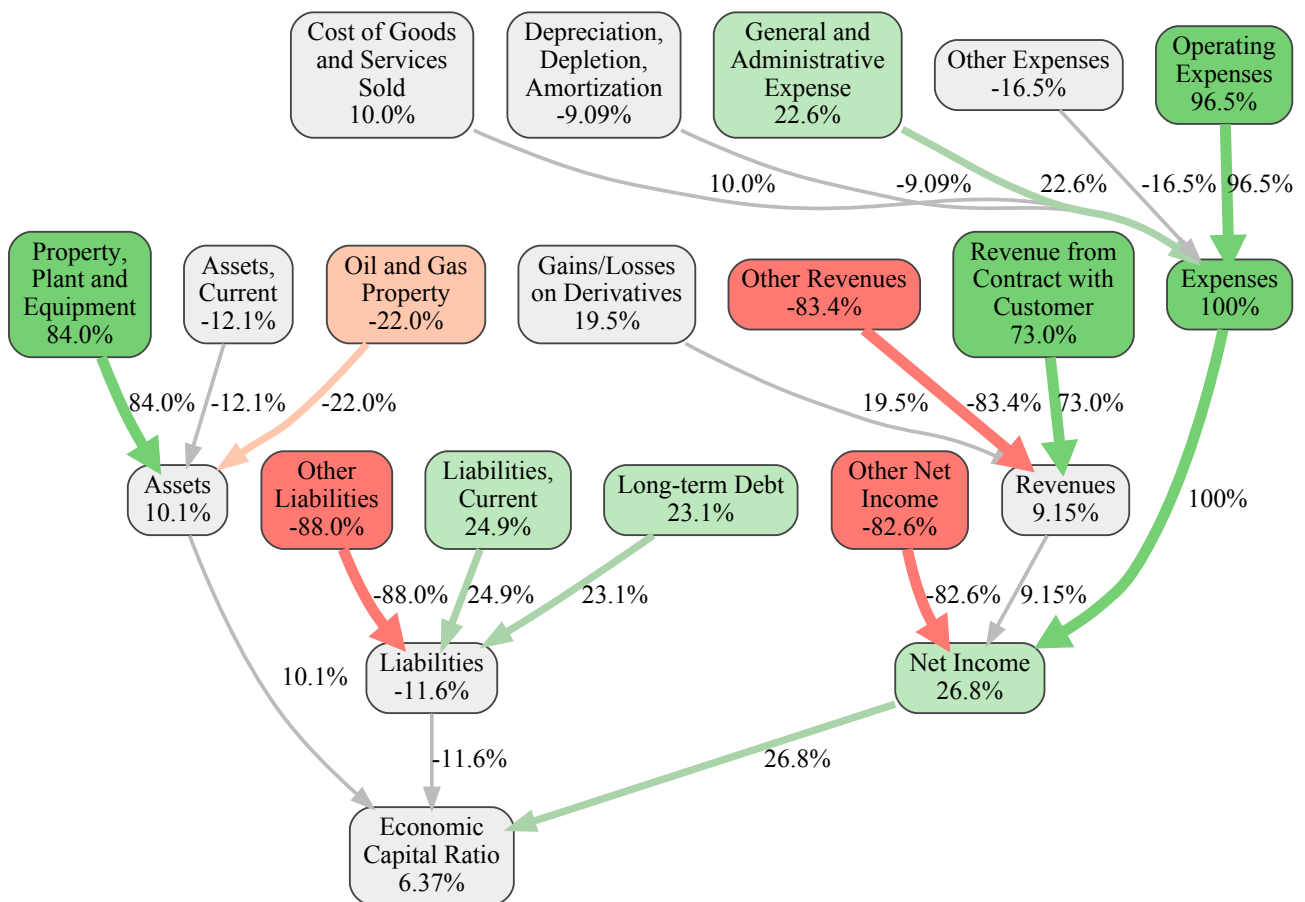 Cost of Goods
and Services
Sold
10.0%
Depreciation,
Depletion,
Amortization
-9.09%
General and
Administrative
Expense
22.6%
Other Expenses
-16.5%
Operating
Expenses
96.5%
10.0%
-9.09%
22.6%
-16.5%
96.5%
Property,
Plant and
Equipment
84.0%
Assets,
Current
-12.1%
Oil and Gas
Property
-22.0%
Gains/Losses
on Derivatives
19.5%
Other Revenues
-83.4%
Revenue from
Contract with
Customer
73.0%
Expenses
100%
84.0%
-12.1%
-22.0%
19.5%
-83.4%
73.0%
Assets
10.1%
Other
Liabilities
-88.0%
Liabilities,
Current
24.9%
Long-term Debt
23.1%
Other Net
Income
-82.6%
Revenues
9.15%
100%
-88.0%
24.9%
23.1%
-82.6%
9.15%
10.1%
Liabilities
-11.6%
Net Income
26.8%
-11.6%
26.8%
Economic
Capital Ratio
6.37%